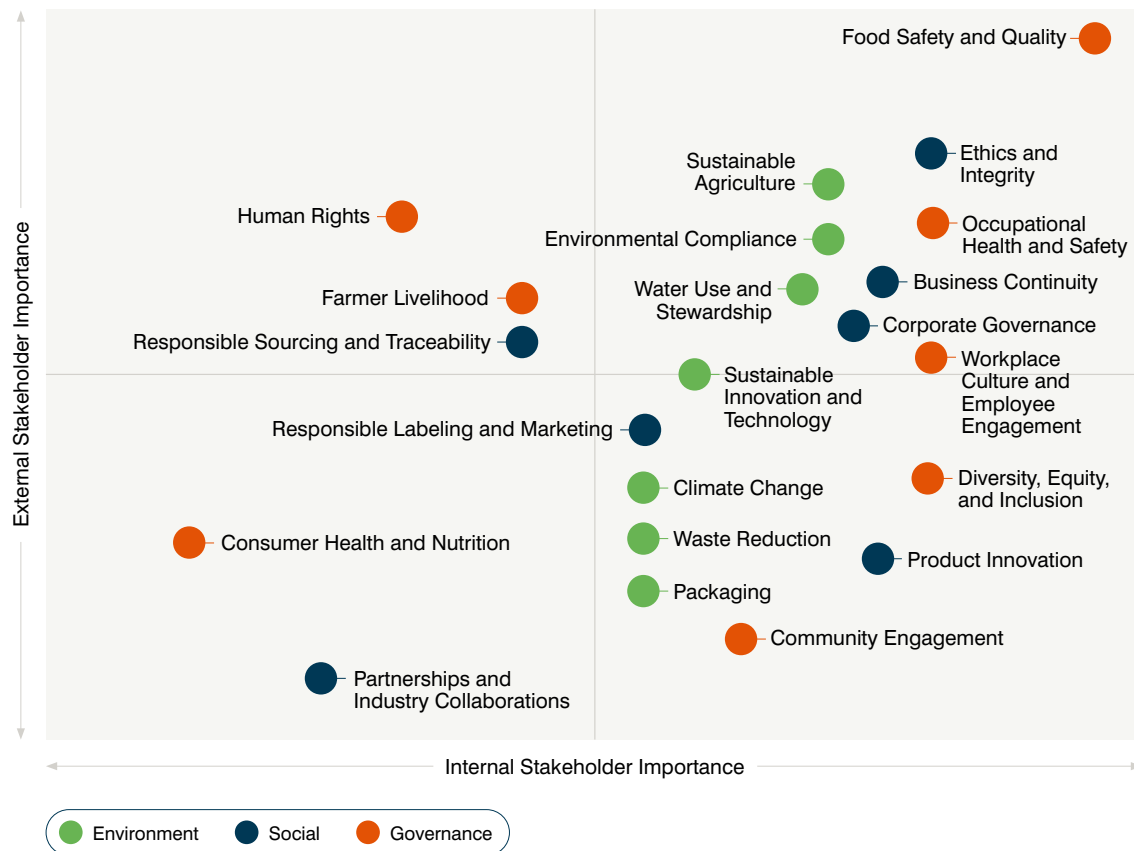 Food Safety and Quality
Ethics and
Integrity
Sustainable
Agriculture
Human Rights
Occupational
Health and Safety
Environmental Compliance
Business Continuity
Water Use and
Stewardship
Farmer Livelihood
Corporate Governance
Responsible Sourcing and Traceability
Workplace
Culture and
Employee
Engagement
Sustainable
Innovation and
Technology
Responsible Labeling and Marketing
Climate Change
Diversity, Equity,
and Inclusion
Waste Reduction
Consumer Health and Nutrition
Product Innovation
Packaging
Community Engagement
Partnerships and
Industry Collaborations
External Stakeholder Importance
Internal Stakeholder Importance
Environment
Social
Governance